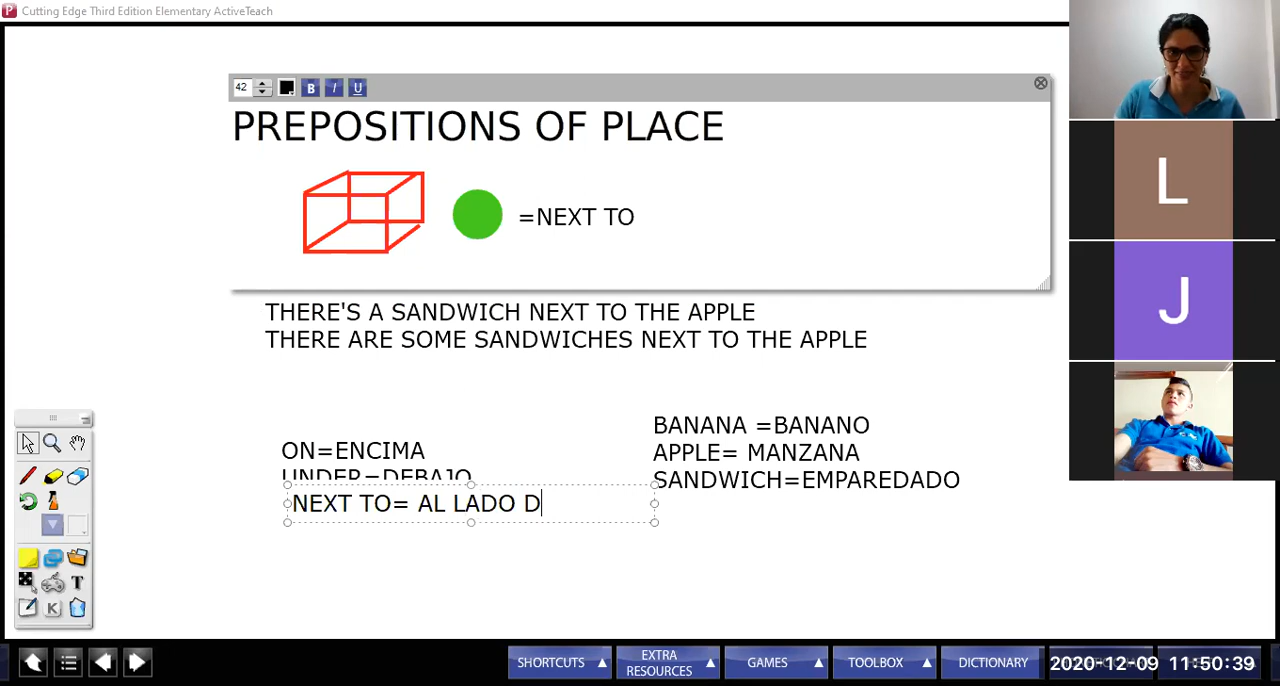 Cutting Edge Third Edition Elementary ActiveTeach
42 B I U
PREPOSITIONS OF PLACE
=NEXT TO
THERE'S A SANDWICH NEXT TO THE APPLE
THERE ARE SOME SANDWICHES NEXT TO THE APPLE
ON=ENCIMA
UNDER=DEBAJO
NEXT TO= AL LADO D
BANANA =BANANO
APPLE= MANZANA
SANDWICH=EMPAREDADO
L
J
T
K
SHORTCUTS
EXTRA
RESOURCES
GAMES
TOOLBOX
DICTIONARY
2020-12-09 11:50:39